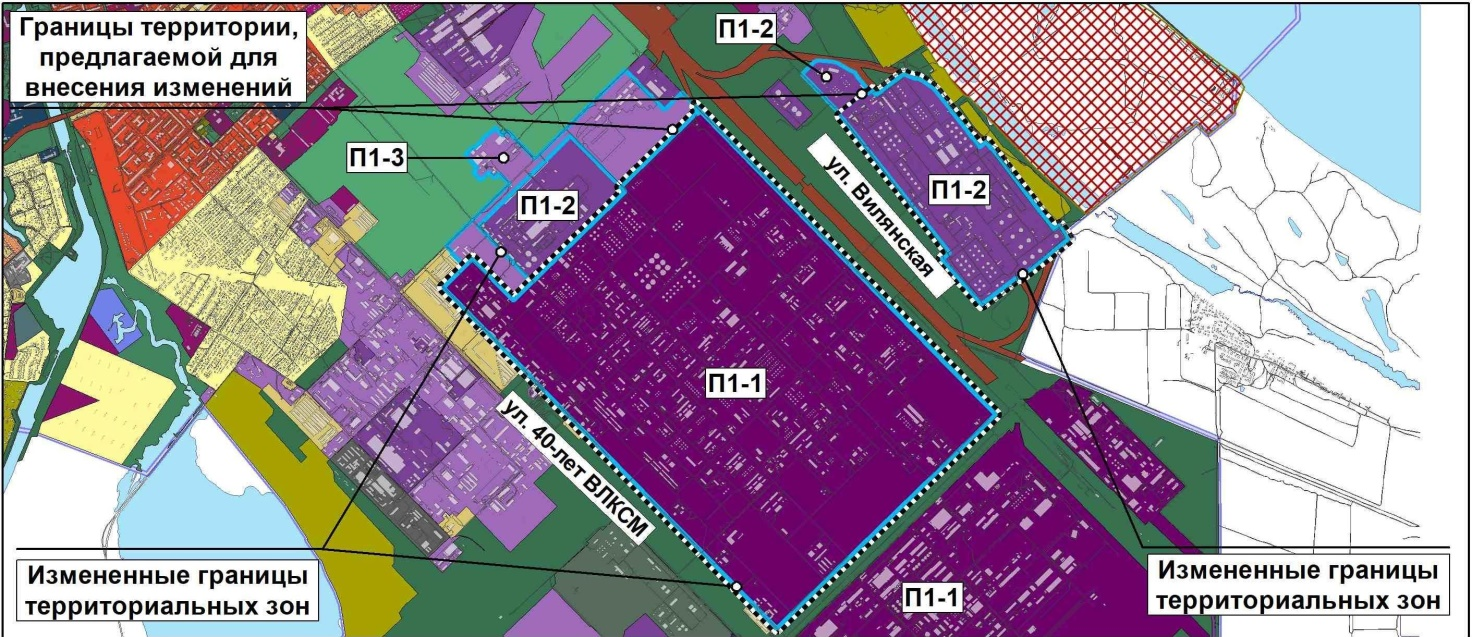 Границы территории,
предлагаемой для
внесения изменений
П1-2
П1-3
П1-2
П1-2
ул. Вилянская
П1-1
ул. 40-лет ВЛКСМ
Измененные границы
территориальных зон
П1-1
Измененные границы
территориальных зон